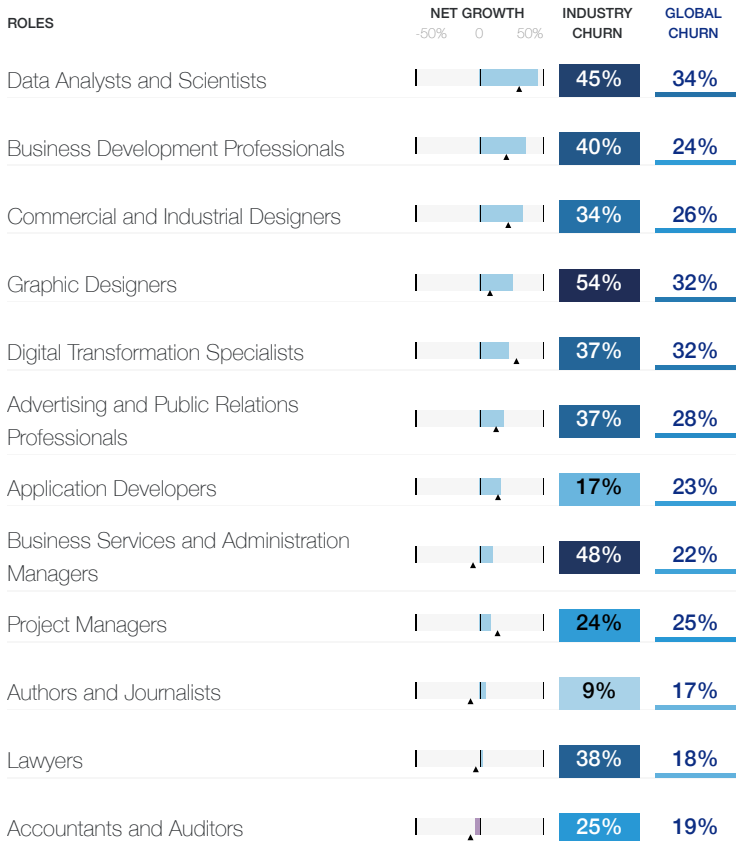 ROLES NET GROWTH INDUSTRY CHURN GLOBAL CHURN
-50% 0 50%
Data Analysts and Scientists 45% 34%
Business Development Professionals 40% 24%
Commercial and Industrial Designers 34% 26%
Graphic Designers 54% 32%
Digital Transformation Specialists 37% 32%
Advertising and Public Relations
Professionals 37% 28%
Application Developers 17% 23%
Business Services and Administration
Managers 48% 22%
Project Managers 24% 25%
Authors and Journalists 9% 17%
Lawyers 38% 18%
Accountants and Auditors 25% 19%